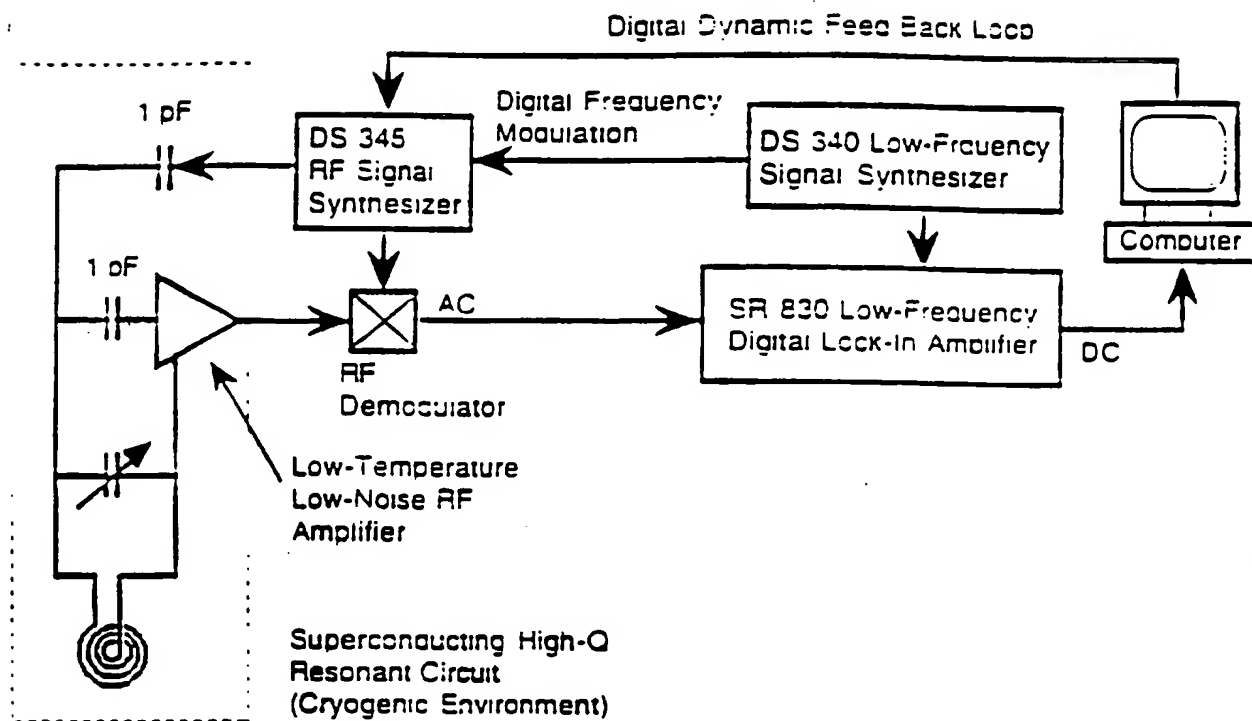 Digital Dynamic Feed Back Loop
1 pF
DS 345
RF Signal
Synthesizer
Digital Frequency
Modulation
DS 340 Low-Frquency
Signal Synthesizer
Computer
1 pF
AC
RF
Demodulator
SR 830 Low-Frequency
Digital Lock-In Amplifier
DC
Low-Temperature
Low-Noise RF
Amplifier
Superconducting High-Q
Resonant Circuit
(Cryogenic Environment)